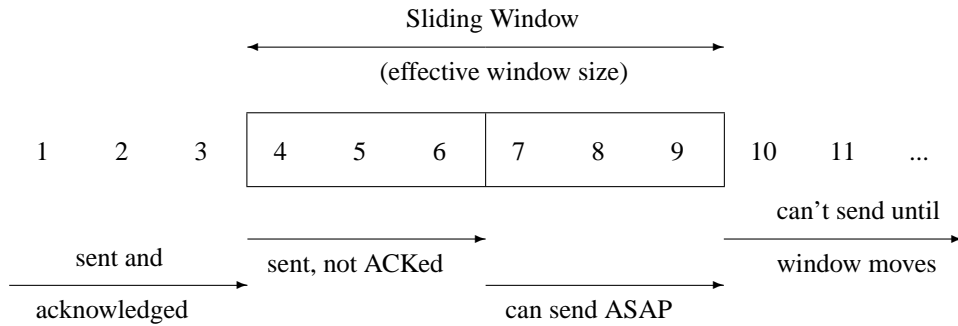 Sliding Window
(effective window size)
1 2 3 4 5 6 7 8 9 10 11 ...
can't send until
sent and
sent, not ACKed
window moves
acknowledged
can send ASAP